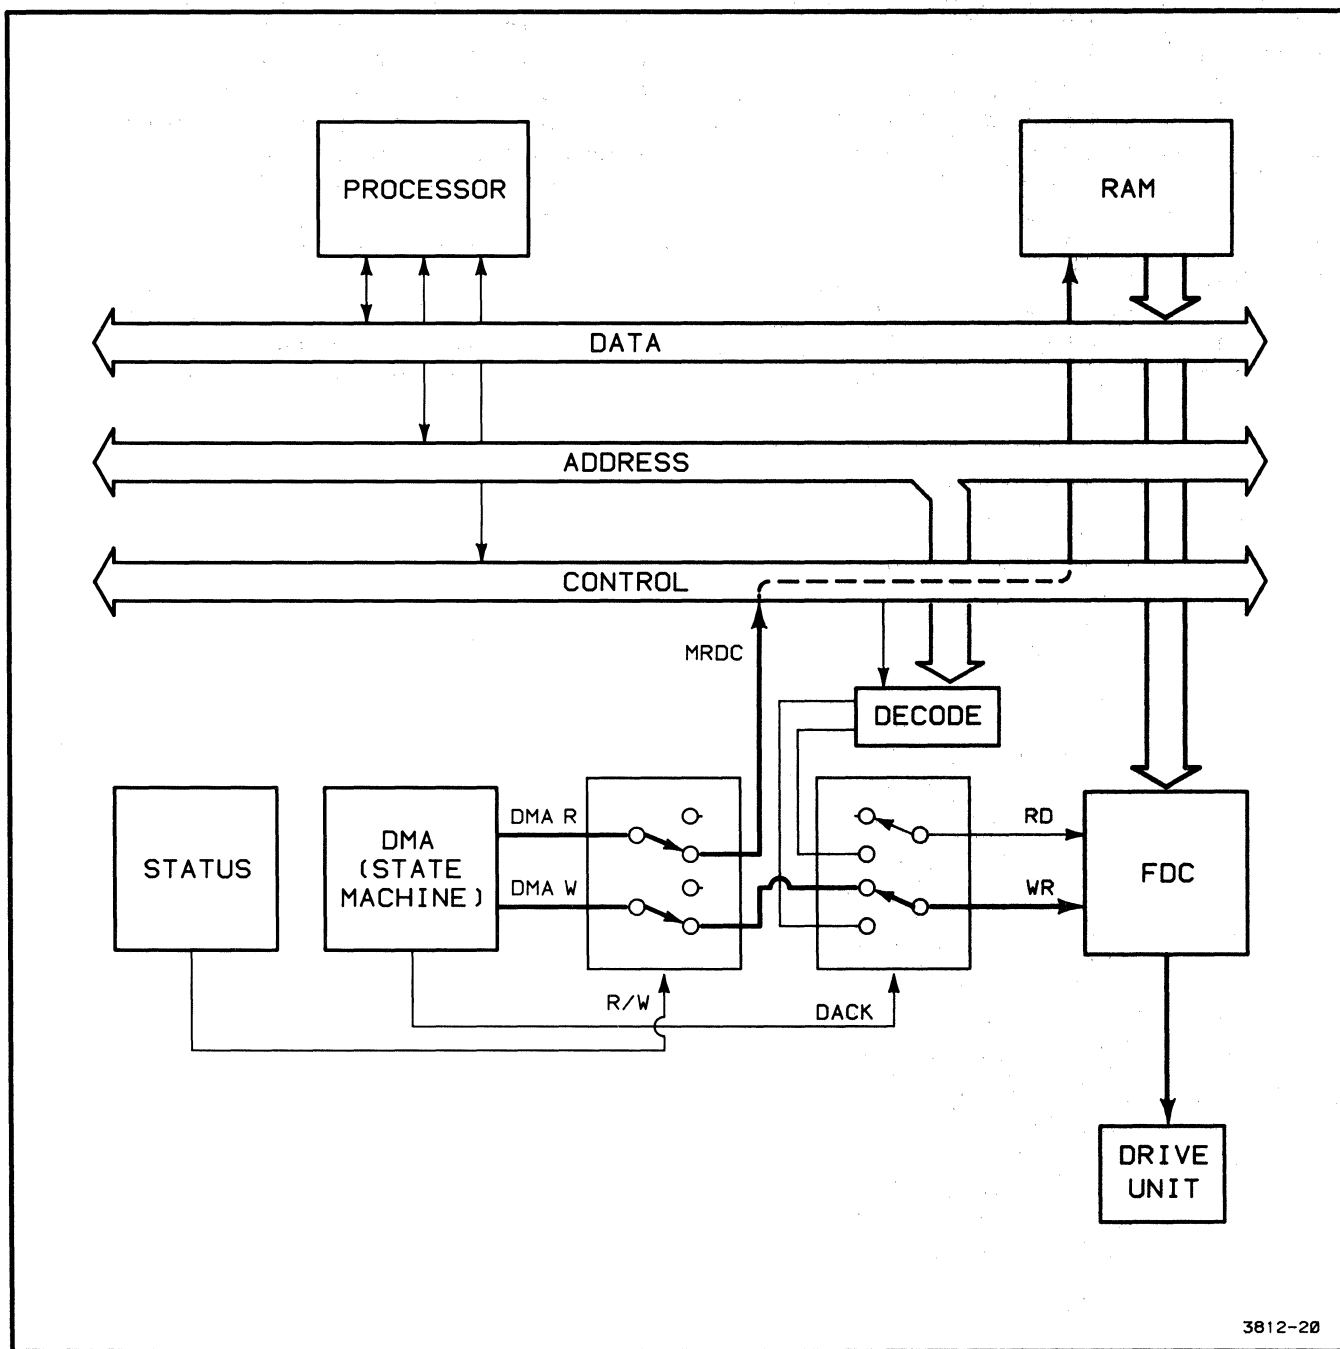 PROCESSOR
RAM
DATA
ADDRESS
CONTROL
MRDC
DECODE
STATUS
DMA
(STATE
MACHINE)
DMA R
DMA W
RD
WR
FDC
R/W
DACK
DRIVE
UNIT
3812-20